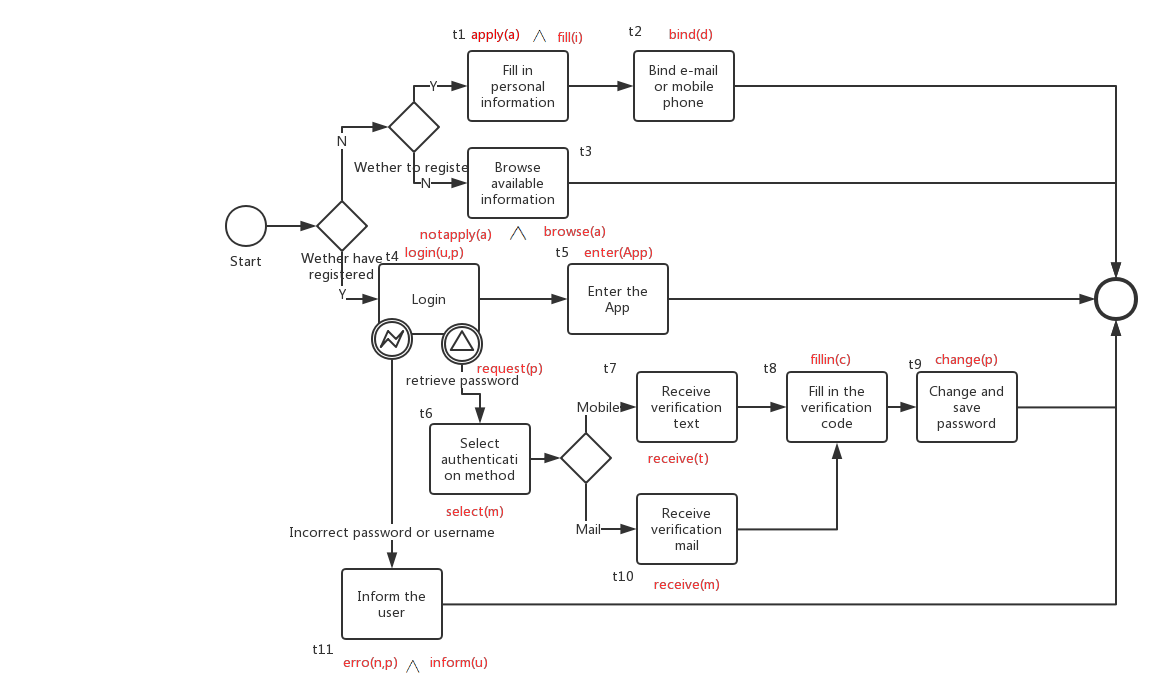 t1 apply(a) ∧ fill(i)
t2 bind(d)
Fill in
personal
information
Bind e-mail
or mobile
phone
Y
N
Wether to registe
N
t3
Browse
available
information
notapply(a) ∧ browse(a)
Start
Wether have
registered
Y
t4 login(u,p)
Login
t5 enter(App)
Enter the
App
request(p)
retrieve password
t6
Select
authenticati
on method
select(m)
Mobile
Mail
t7
Receive
verification
text
receive(t)
t8 fillin(c)
Fill in the
verification
code
t9 change(p)
Change and
save
password
Receive
verification
mail
t10 receive(m)
Incorrect password or username
Inform the
user
t11
erro(n,p) ∧ inform(u)